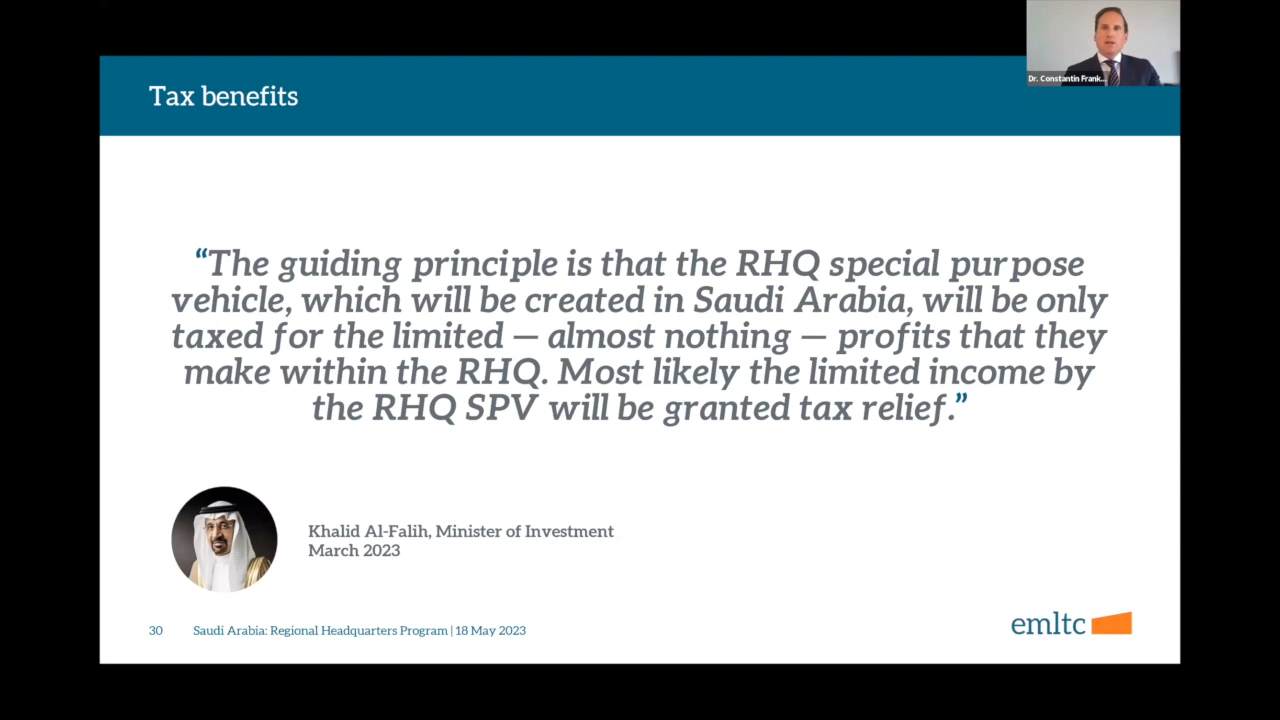 Dr. Constantin Frank...
Tax benefits
“The guiding principle is that the RHQ special purpose
vehicle, which will be created in Saudi Arabia, will be only
taxed for the limited — almost nothing — profits that they
make within the RHQ. Most likely the limited income by
the RHQ SPV will be granted tax relief.”
Khalid Al-Falih, Minister of Investment
March 2023
30 Saudi Arabia: Regional Headquarters Program | 18 May 2023
emltc